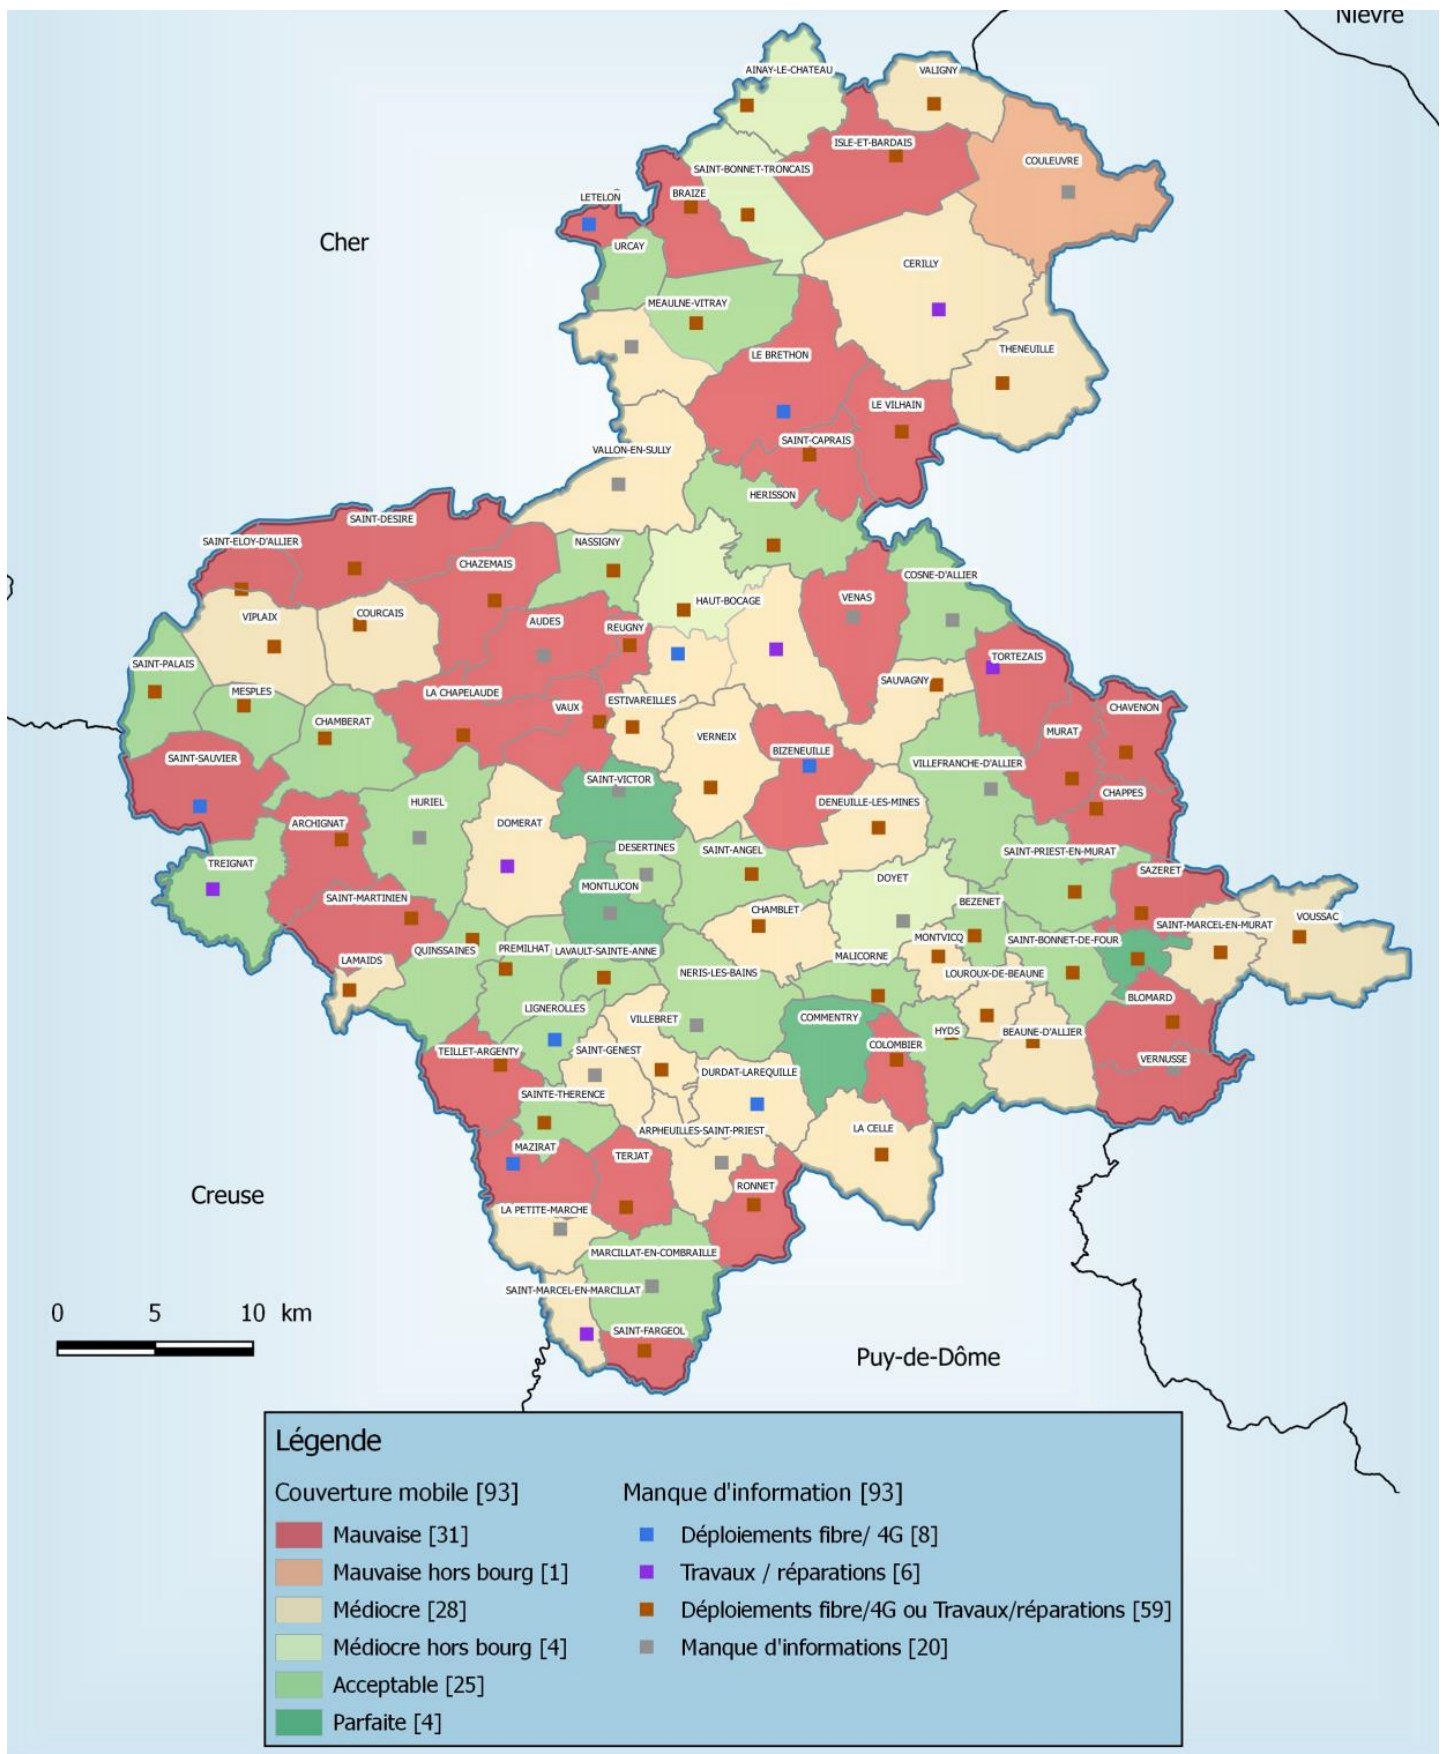 Nièvre
AINAY-LE-CHATEAU
VALIGNY
ISLE-ET-BARDAIS
COULEUVRE
SAINT-BONNET-TRONCAIS
LETELON
BRAIZE
Cher
URCAY
CERILLY
MEAULNE-VITRAY
LE BRETHON
THENEUILLE
LE VILHAIN
SAINT-CAPRAIS
VALLON-EN-SULLY
HERISSON
SAINT-DESIRE
SAINT-ELOY-D'ALLIER
NASSIGNY
CHAZEMAIS
COSNE-D'ALLIER
HAUT-BOCAGE
VENAS
VIPLAIX
COURCAIS
AUDES
REUGNY
TORTEZAIS
SAINT-PALAIS
SAUVAGNY
MESPLES
LA CHAPELAUDE
ESTIVAREILLES
VAUX
CHAVENON
CHAMBERAT
VERNEIX
MURAT
BIZENEUILLE
SAINT-SAUVIER
VILLEFRANCHE-D'ALLIER
SAINT-VICTOR
CHAPPES
HURIEL
DENEUILLE-LES-MINES
ARCHIGNAT
DOMERAT
DESERTINES
SAINT-ANGEL
SAINT-PRIEST-EN-MURAT
TREIGNAT
SAZERET
DOYET
MONTLUCON
SAINT-MARTINIEN
BEZENET
CHAMBLET
VOUSSAC
SAINT-MARCEL-EN-MURAT
MONTVICQ
SAINT-BONNET-DE-FOUR
QUINSSAINES
PREMILHAT
LAVAULT-SAINTE-ANNE
MALICORNE
LAMAIDS
NERIS-LES-BAINS
LOUROUX-DE-BEAUNE
BLOMARD
LIGNEROLLES
VILLEBRET
COMMENTRY
HYDS
BEAUNE-D'ALLIER
COLOMBIER
TEILLET-ARGENTY
SAINT-GENEST
VERNUSSE
DURDAT-LAREQUILLE
SAINTE-THERENCE
ARPHEUILLES-SAINT-PRIEST
LA CELLE
MAZIRAT
TERJAT
RONNET
Creuse
LA PETITE-MARCHE
MARCILLAT-EN-COMBRAILLE
SAINT-MARCEL-EN-MARCILLAT
0 5 10 km
SAINT-FARGEOL
Puy-de-Dôme
Légende
Couverture mobile [93]
Mauvaise [31]
Mauvaise hors bourg [1]
Médiocre [28]
Médiocre hors bourg [4]
Acceptable [25]
Parfaite [4]
Manque d'information [93]
Déploiements fibre/ 4G [8]
Travaux / réparations [6]
Déploiements fibre/4G ou Travaux/réparations [59]
Manque d'informations [20]